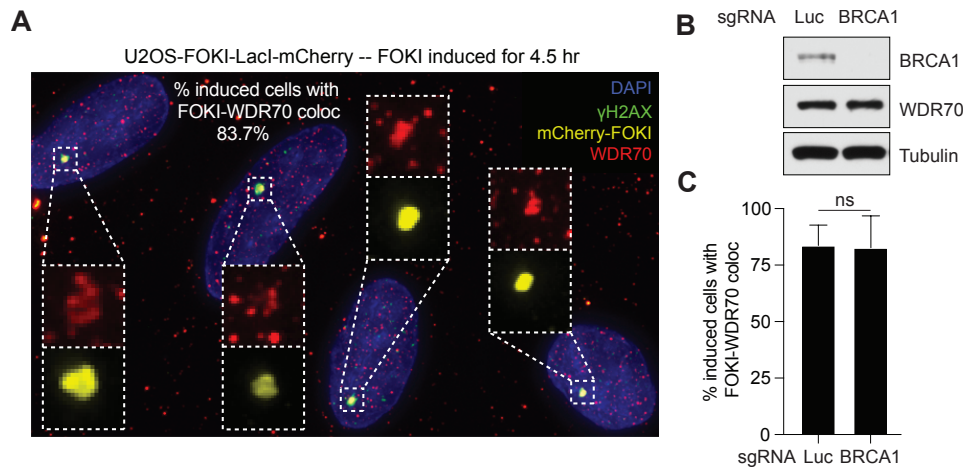 A
U2OS-FOKI-LacI-mCherry -- FOKI induced for 4.5 hr
% induced cells with
FOKI-WDR70 coloc
83.7%
DAPI
γH2AX
mCherry-FOKI
WDR70
B
sgRNA Luc BRCA1
BRCA1
WDR70
Tubulin
C
ns
% induced cells with
FOKI-WDR70 coloc
100
75
50
25
0
sgRNA Luc BRCA1